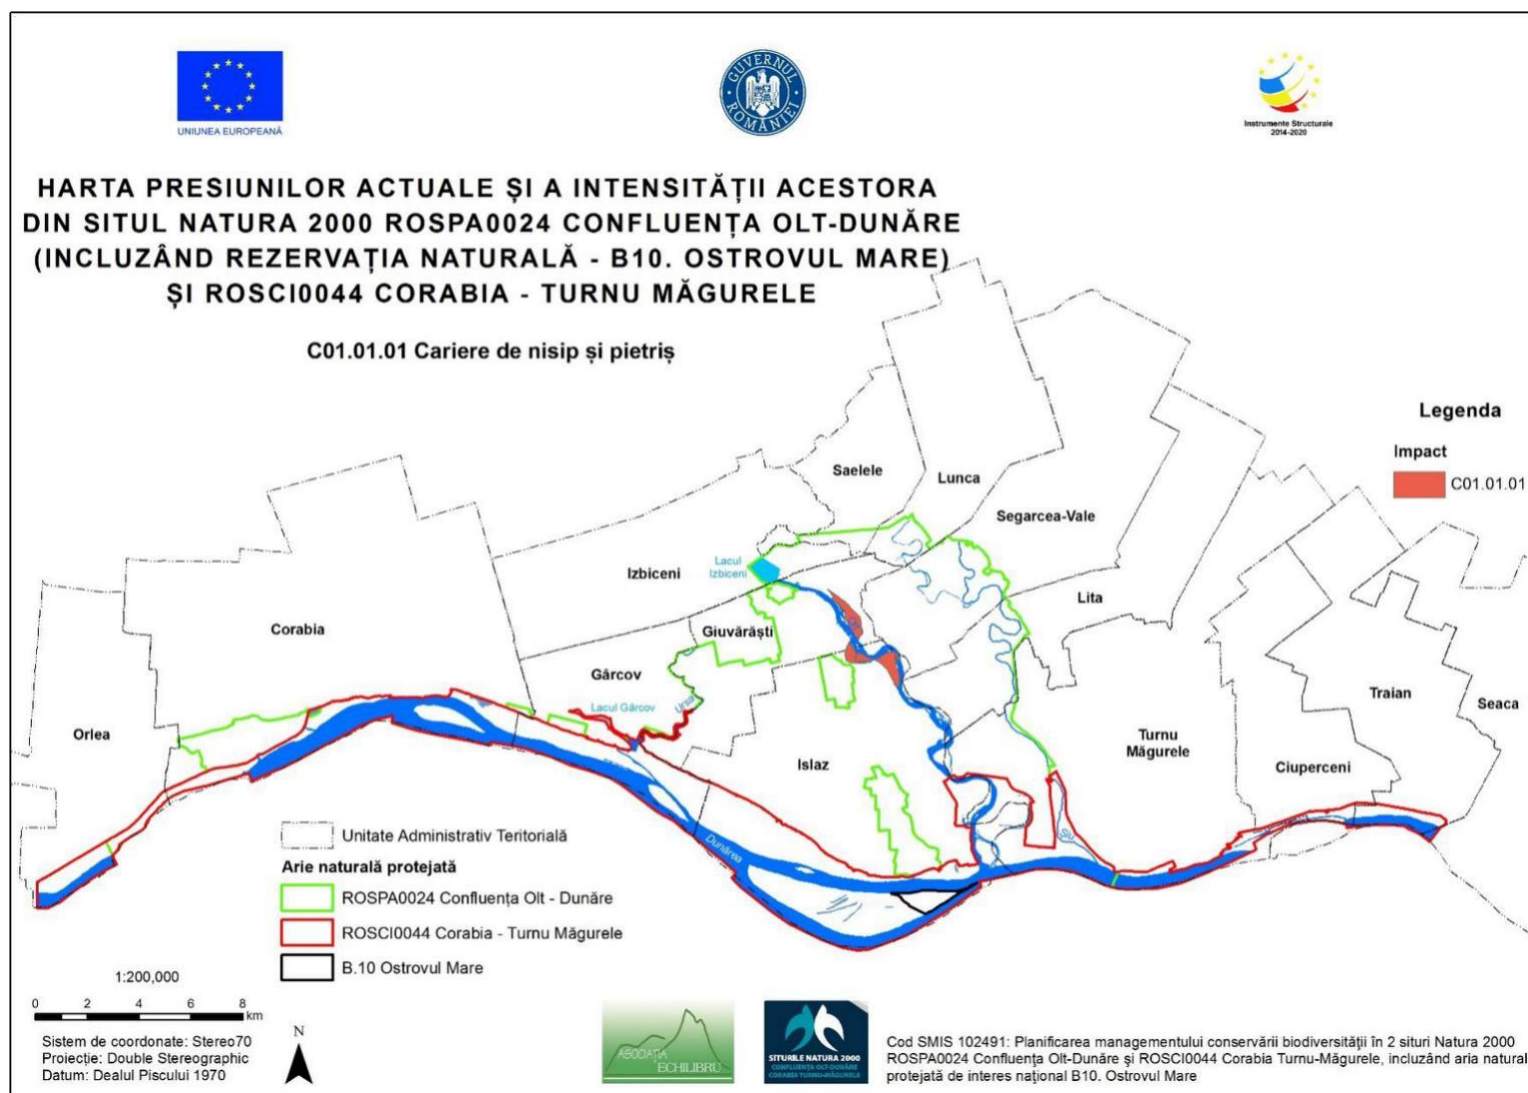 UNIUNEA EUROPEANĂ
GUVERNUL
ROMÂNIEI
Instrumente Structurale
2014-2020
HARTA PRESIUNILOR ACTUALE ȘI A INTENSITĂȚII ACESTORA
DIN SITUL NATURA 2000 ROSPA0024 CONFLUENȚA OLT-DUNĂRE
(INCLUZÂND REZERVAȚIA NATURALĂ - B10. OSTROVUL MARE)
ȘI ROSCI0044 CORABIA - TURNU MĂGURELE
C01.01.01 Cariere de nisip și pietriș
Legenda
Impact
C01.01.01
Saelele
Lunca
Segarcea-Vale
Lacul
Izbiceni
Izbiceni
Lita
Corabia
Giuvărăști
Gârcov
Lacul Gârcov
Ursa
Traian
Seaca
Orlea
Turnu
Măgurele
Islaz
Ciuperceni
Siu
Dunărea
Unitate Administrativ Teritorială
Arie naturală protejată
ROSPA0024 Confluența Olt - Dunăre
ROSCI0044 Corabia - Turnu Măgurele
B.10 Ostrovul Mare
1:200,000
0 2 4 6 8
km
N
Sistem de coordonate: Stereo70
Proiecție: Double Stereographic
Datum: Dealul Piscului 1970
ASOCIAȚIA
ECHILIBRU
SITURILE NATURA 2000
CONFLUENȚA OLT-DUNĂRE
CORABIA TURNU-MĂGURELE
Cod SMIS 102491: Planificarea managementului conservării biodiversității în 2 situri Natura 2000
ROSPA0024 Confluența Olt-Dunăre și ROSCI0044 Corabia Turnu-Măgurele, incluzând aria natural
protejată de interes național B10. Ostrovul Mare